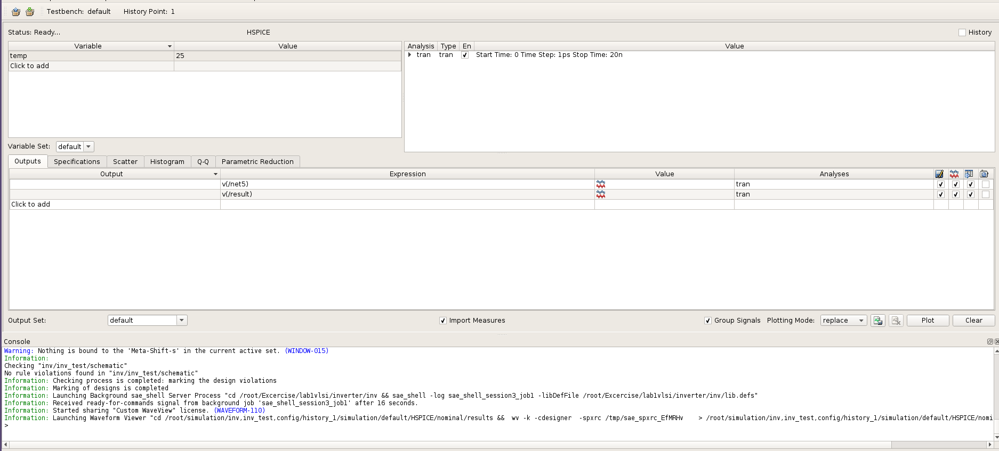 Testbench: default History Point: 1
Status: Ready... HSPICE History
Variable Value
temp 25
Click to add
Analysis Type En Value
tran tran Start Time: 0 Time Step: 1ps Stop Time: 20n
Variable Set: default
Outputs Specifications Scatter Histogram Q-Q Parametric Reduction
Output Expression Value Analyses
v(/net5) tran
v(/result) tran
Click to add
Output Set: default Import Measures Group Signals Plotting Mode: replace Plot Clear
Console
Warning: Nothing is bound to the 'Meta-Shift-s' in the current active set. (WINDOW-015)
Information:
Checking "inv/inv_test/schematic"
No rule violations found in "inv/inv_test/schematic"
Information: Checking process is completed: marking the design violations
Information: Marking of designs is completed
Information: Launching Background sae_shell Server Process "cd /root/Excercise/lab1vlsi/inverter/inv && sae_shell -log sae_shell_session3_job1 -libDefFile /root/Excercise/lab1vlsi/inverter/inv/lib.defs"
Information: Received ready-for-commands signal from background job 'sae_shell_session3_job1' after 16 seconds.
Information: Started sharing "Custom WaveView" license. (WAVEFORM-110)
Information: Launching Waveform Viewer "cd /root/simulation/inv,inv_test,config/history_1/simulation/default/HSPICE/nominal/results && wv -k -cdesigner -spxrc /tmp/sae_spxrc_EfMRHv > /root/simulation/inv,inv_test,config/history_1/simulation/default/HSPICE/nomi
>